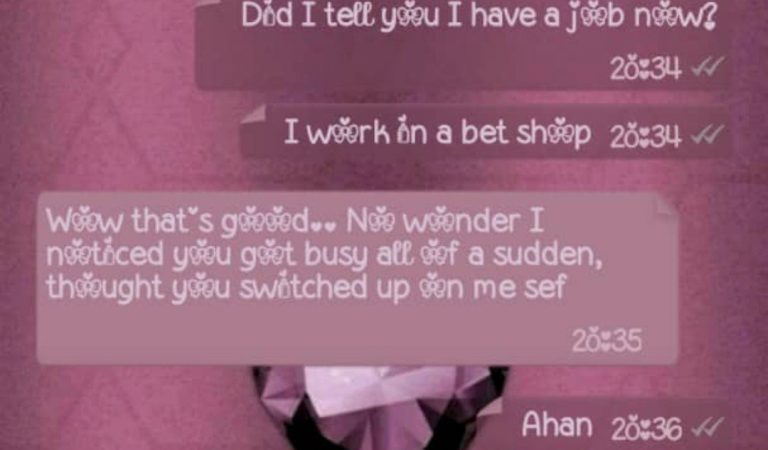 Did I tell you I have a job now?
20:34
I work in a bet shop 20:34
Wow that's good.. No wonder I
noticed you got busy all of a sudden,
thought you switched up on me sef
20:35
Ahan 20:36